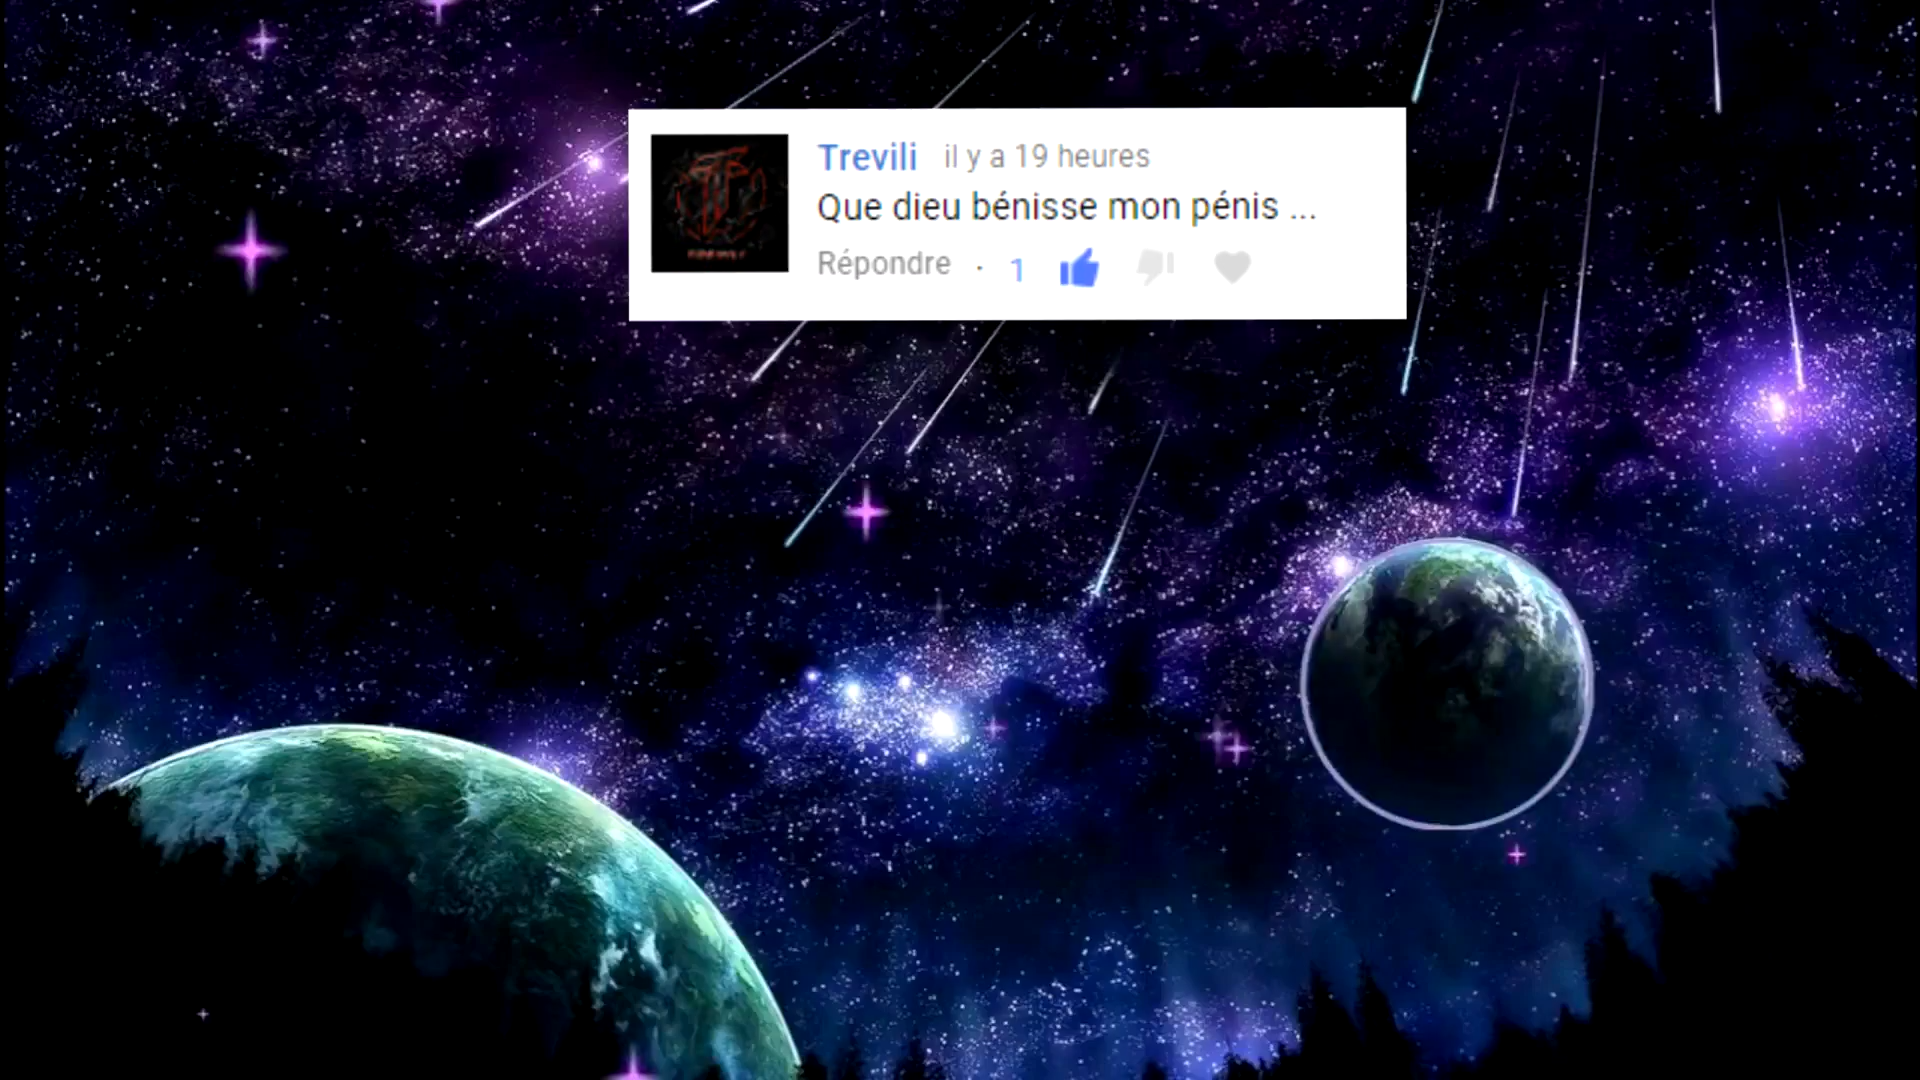 Trevili il y a 19 heures
Que dieu bénisse mon pénis ...
Répondre · 1